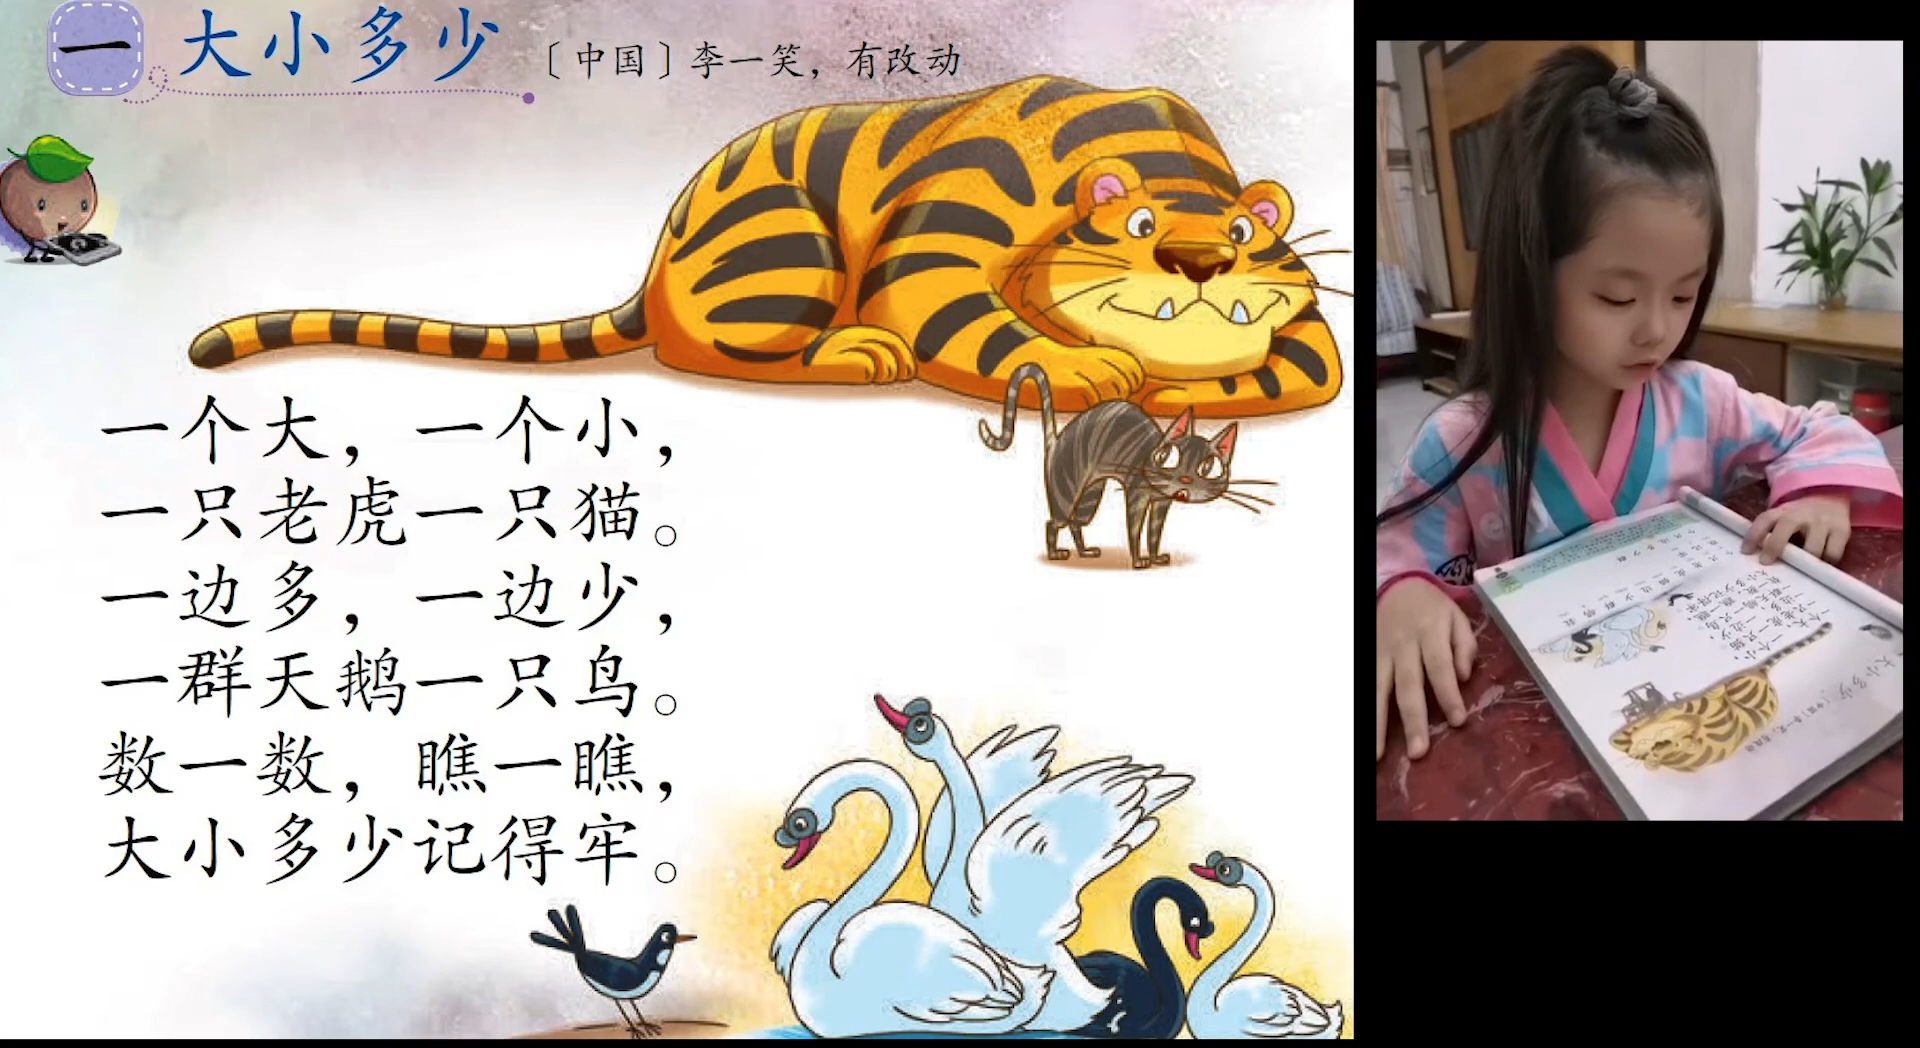 一 大小多少 〔中国〕李一笑，有改动
一个大，一个小，
一只老虎一只猫。
一边多，一边少，
一群天鹅一只鸟。
数一数，瞧一瞧，
大小多少记得牢。